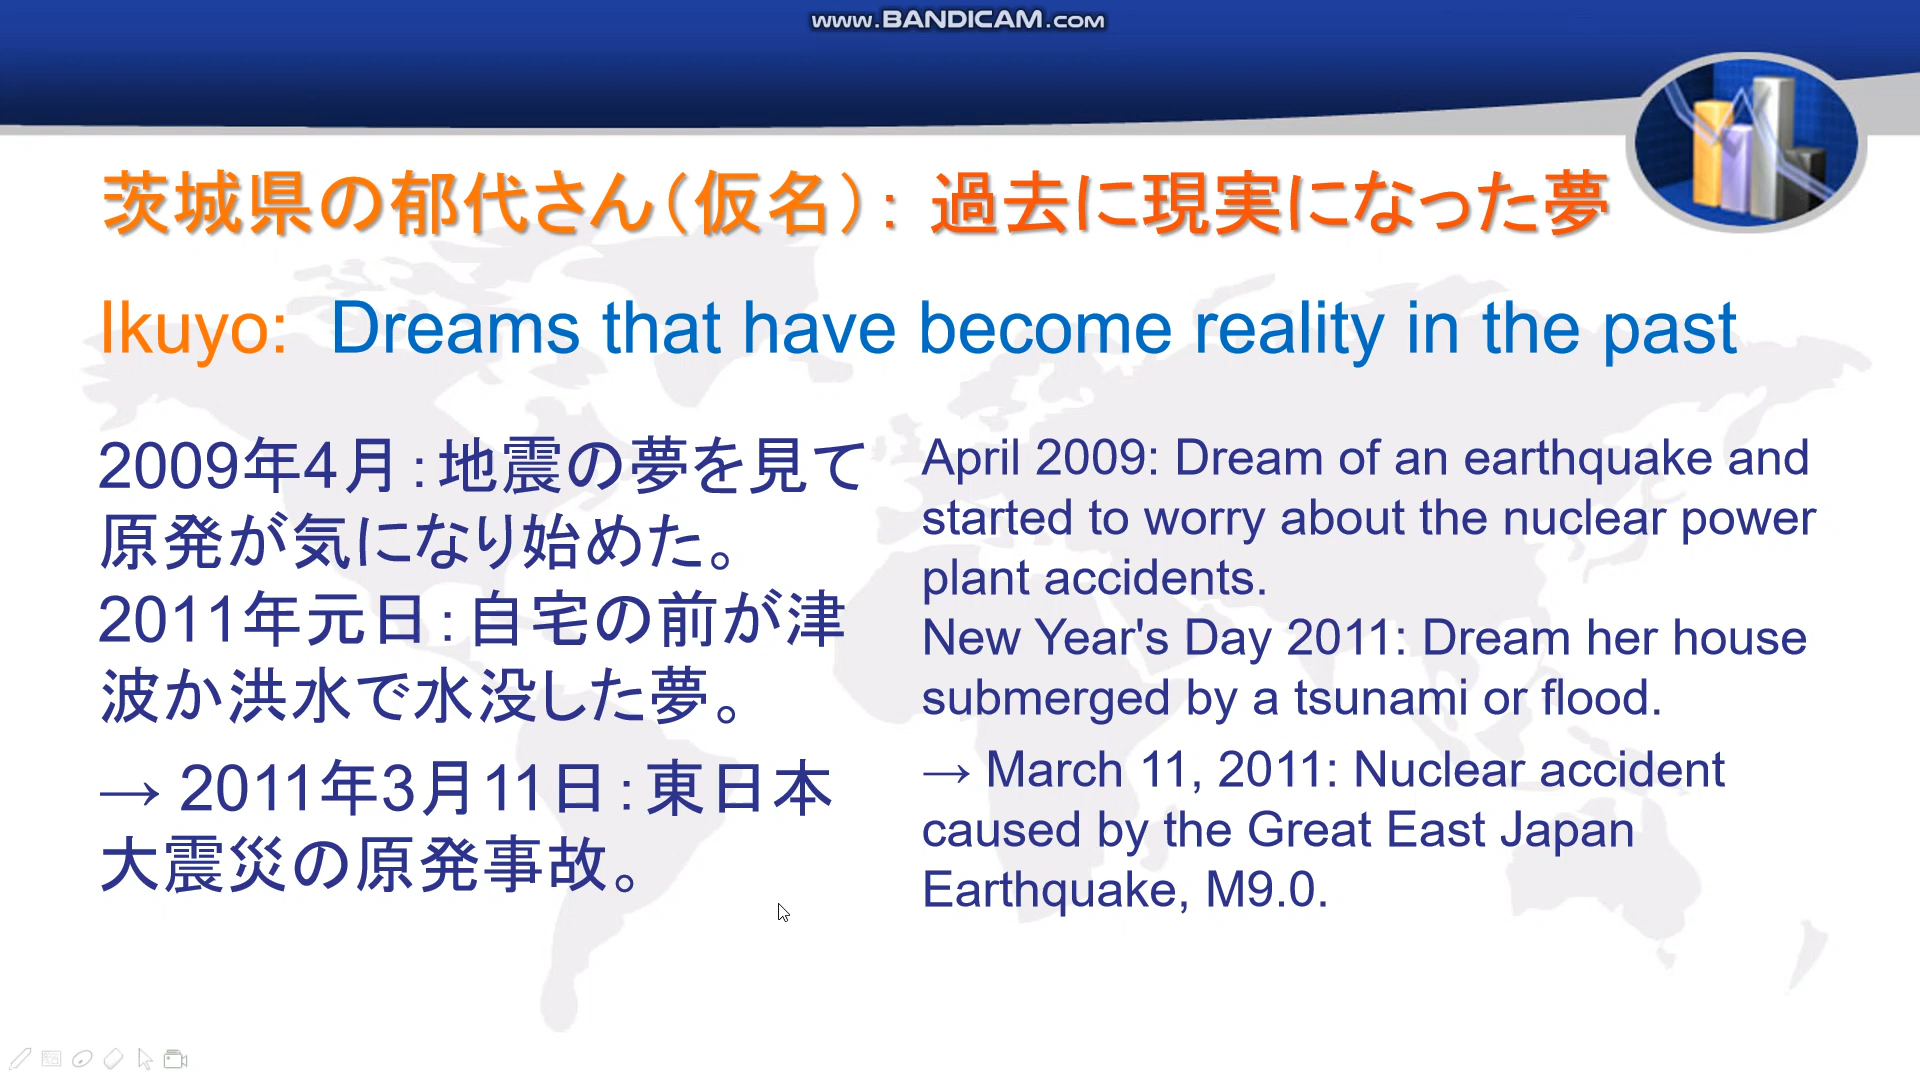 www.BANDICAM.com
茨城県の郁代さん（仮名）： 過去に現実になった夢
Ikuyo: Dreams that have become reality in the past
2009年4月：地震の夢を見て
原発が気になり始めた。
2011年元日：自宅の前が津
波か洪水で水没した夢。
→ 2011年3月11日：東日本
大震災の原発事故。
April 2009: Dream of an earthquake and
started to worry about the nuclear power
plant accidents.
New Year's Day 2011: Dream her house
submerged by a tsunami or flood.
→ March 11, 2011: Nuclear accident
caused by the Great East Japan
Earthquake, M9.0.